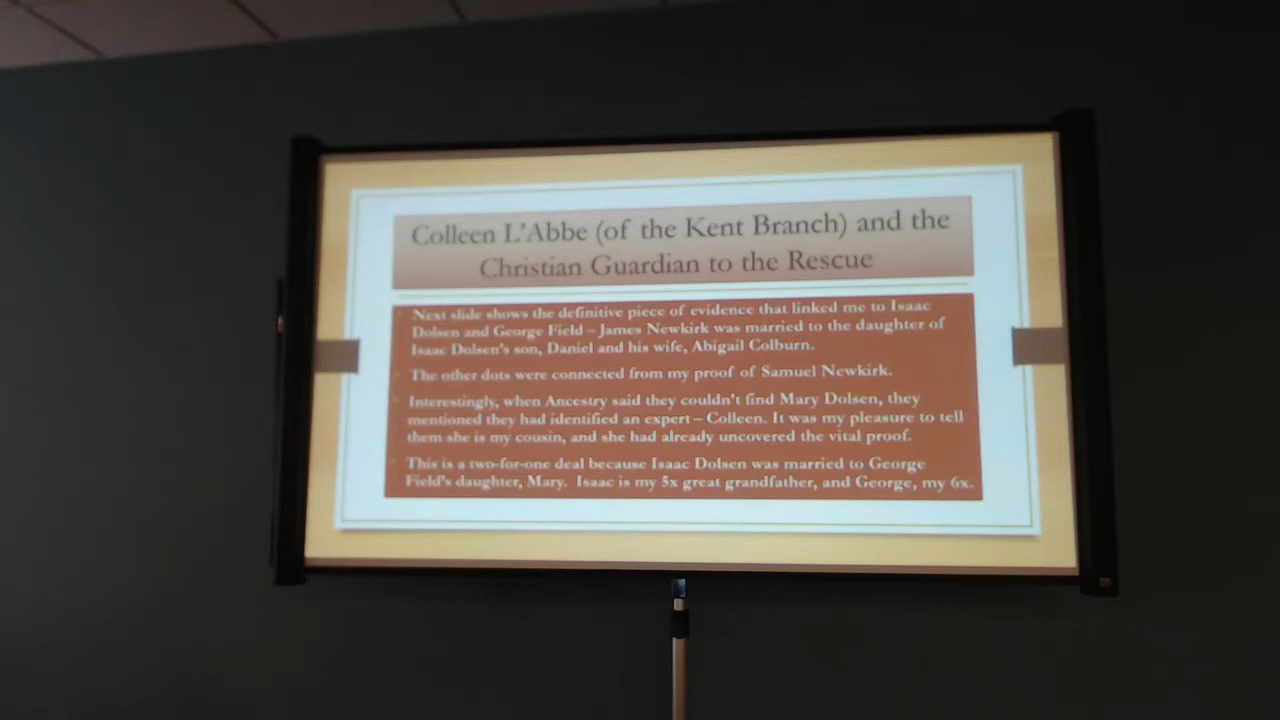 Colleen L'Abbe (of the Kent Branch) and the
Christian Guardian to the Rescue
Next slide shows the definitive piece of evidence that linked me to Isaac
Dolsen and George Field – James Newkirk was married to the daughter of
Isaac Dolsen's son, Daniel and his wife, Abigail Colburn.
The other dots were connected from my proof of Samuel Newkirk.
Interestingly, when Ancestry said they couldn't find Mary Dolsen, they
mentioned they had identified an expert – Colleen. It was my pleasure to tell
them she is my cousin, and she had already uncovered the vital proof.
This is a two-for-one deal because Isaac Dolsen was married to George
Field's daughter, Mary. Isaac is my 5x great grandfather, and George, my 6x.